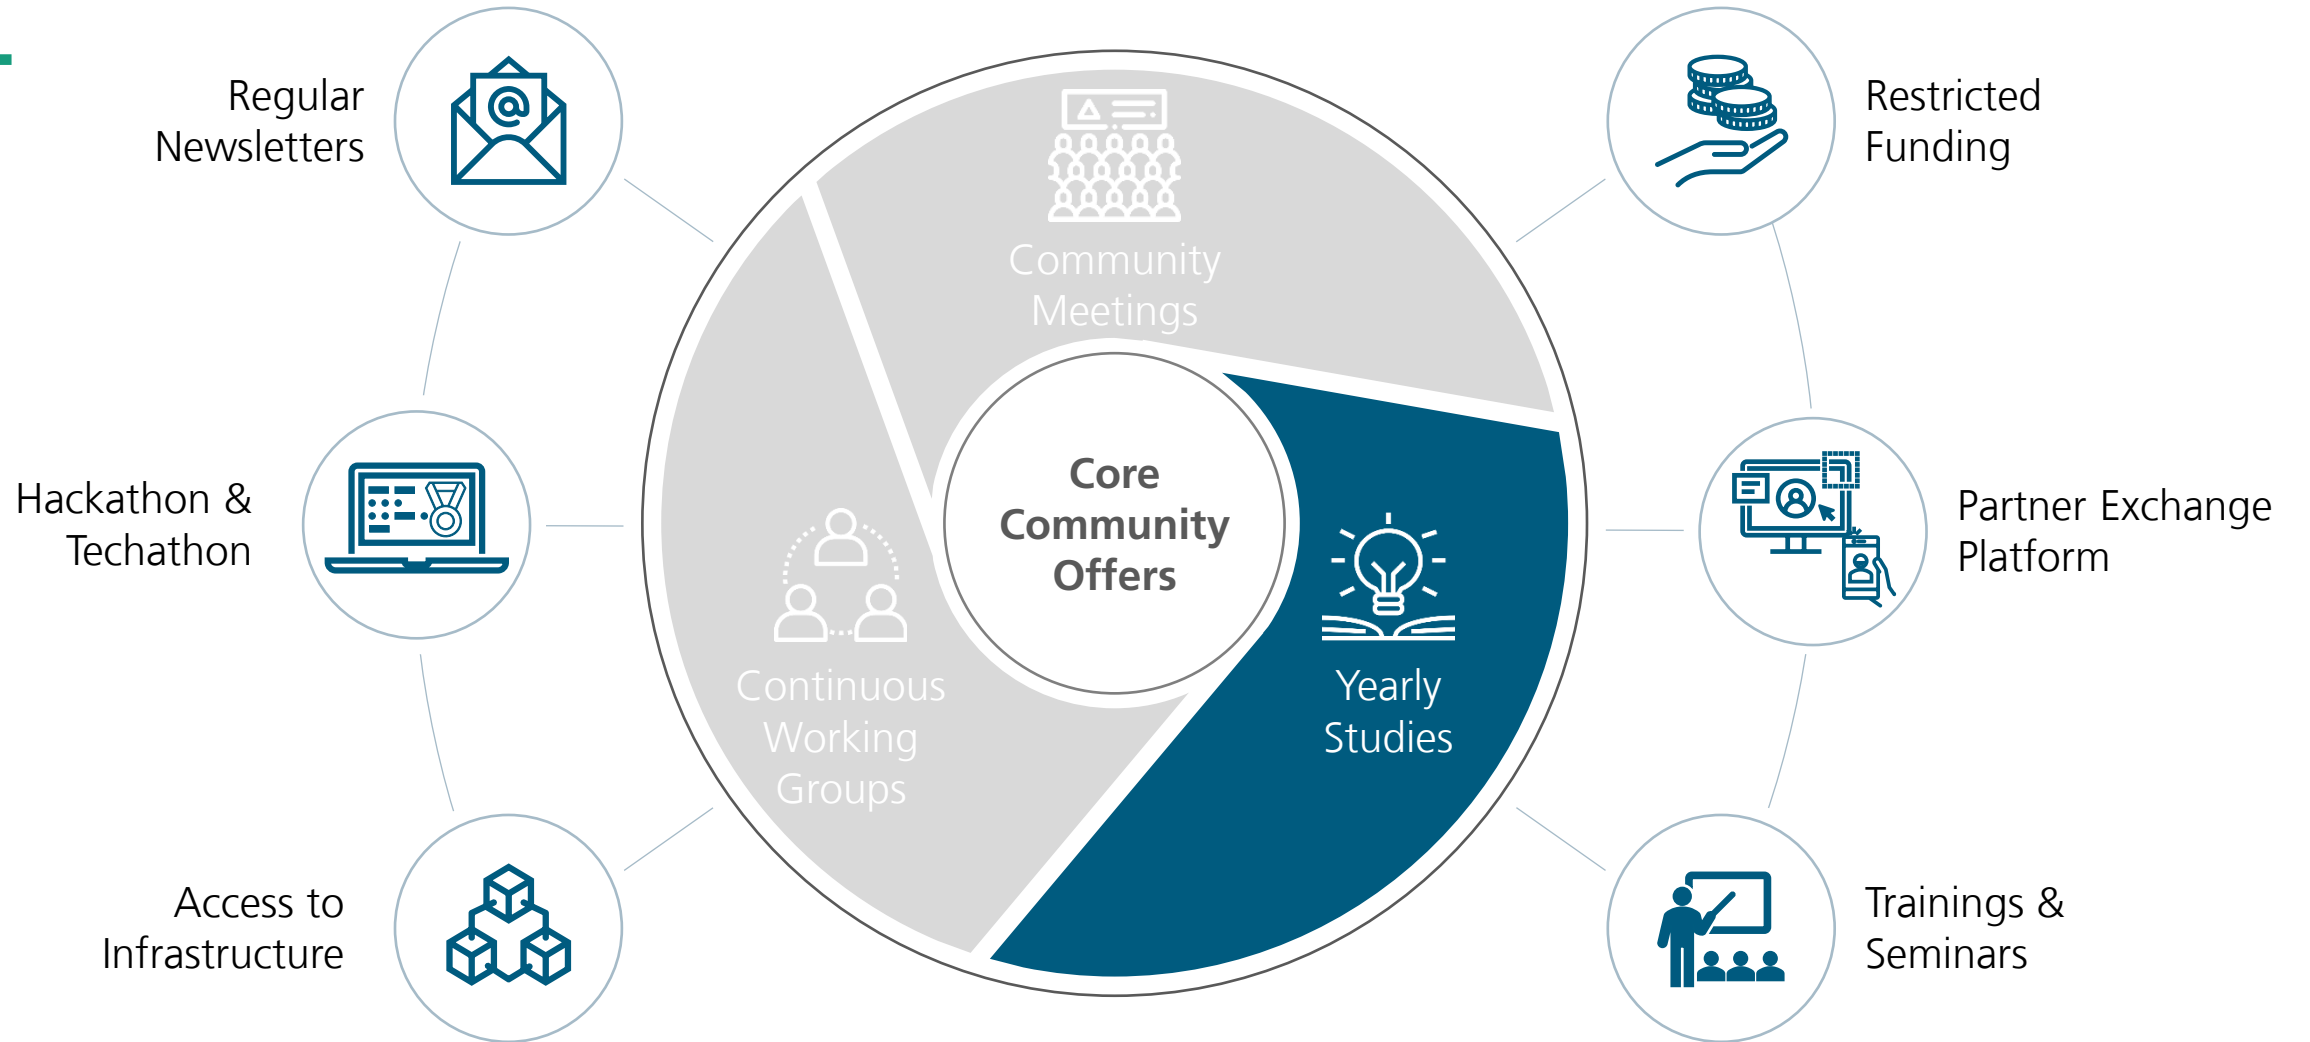 Regular
Newsletters
Hackathon &
Techathon
Access to
Infrastructure
Community
Meetings
Core
Community
Offers
Continuous
Working
Groups
Yearly
Studies
Restricted
Funding
Partner Exchange
Platform
Trainings &
Seminars